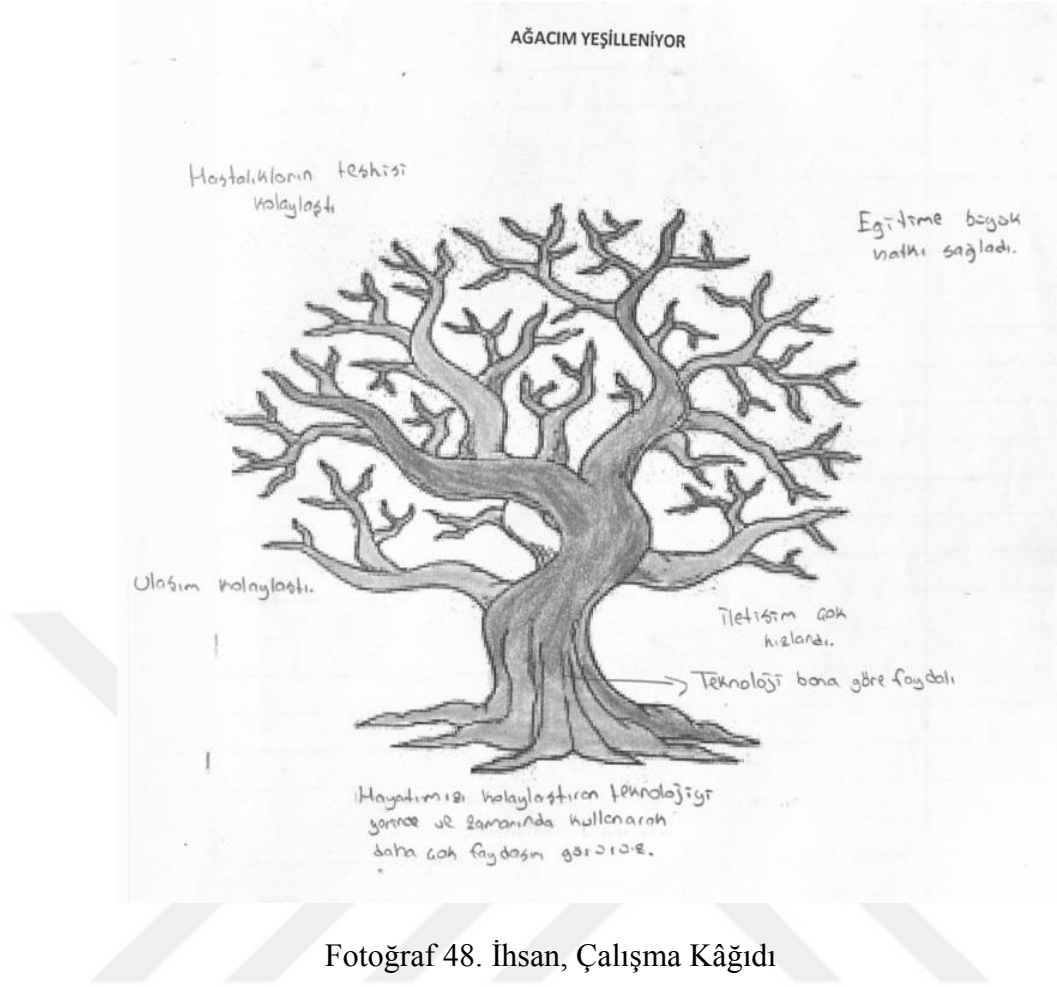 AĞACIM YEŞİLLENİYOR
Hastalıkların teşhisi
kolaylaştı
Eğitime büyük
katkı sağladı.
Ulaşım kolaylaştı.
İletişim çok
hızlandı.
Teknoloji bana göre faydalı
Hayatımızı kolaylaştıran teknolojiyi
yerinde ve zamanında kullanarak
daha çok faydasın görürüz.
Fotoğraf 48. İhsan, Çalışma Kâğıdı